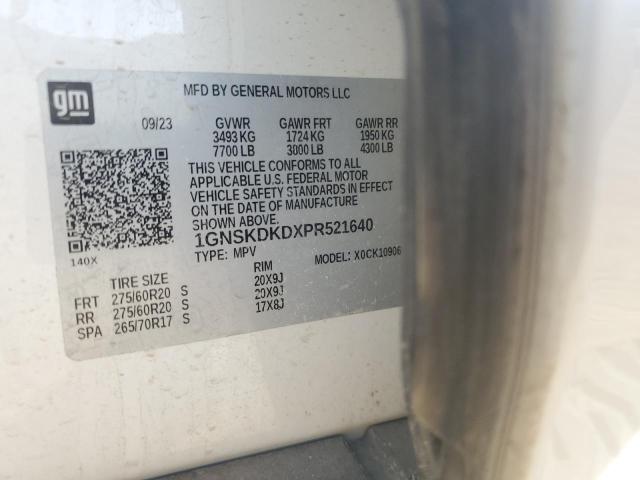 gm
MFD BY GENERAL MOTORS LLC
09/23 GVWR GAWR FRT GAWR RR
3493 KG 1724 KG 1950 KG
7700 LB 3000 LB 4300 LB
THIS VEHICLE CONFORMS TO ALL
APPLICABLE U.S. FEDERAL MOTOR
VEHICLE SAFETY STANDARDS IN EFFECT
ON THE DATE OF MANUFACTURE
SHOWN ABOVE.
1GNSKDKDXPR521640
140X TYPE: MPV MODEL: X0CK10906
TIRE SIZE RIM
FRT 275/60R20 S 20X9J
RR 275/60R20 S 20X9J
SPA 265/70R17 S 17X8J